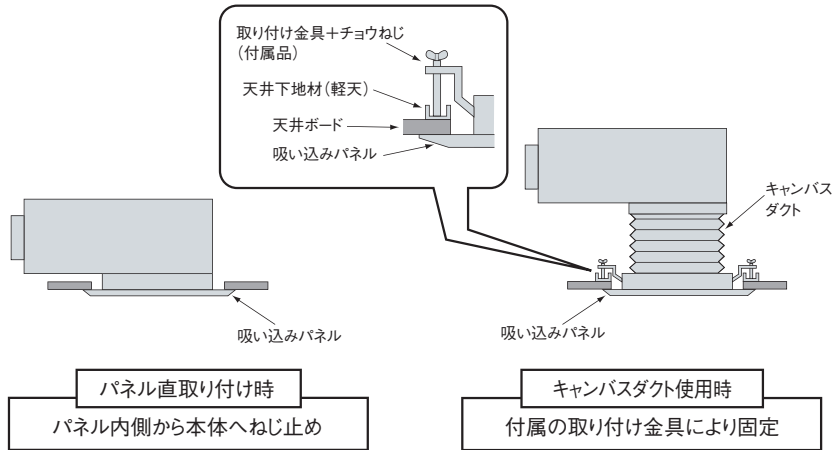 取り付け金具+チョウねじ
(付属品)
天井下地材(軽天)
天井ボード
吸い込みパネル
キャンバス
ダクト
吸い込みパネル
吸い込みパネル
パネル直取り付け時
パネル内側から本体へねじ止め
キャンバスダクト使用時
付属の取り付け金具により固定